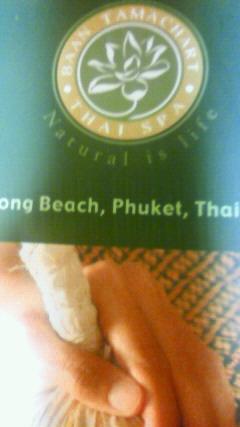 BAAN TAMACHART
THAI SPA
Natural is life
ong Beach, Phuket, Thai